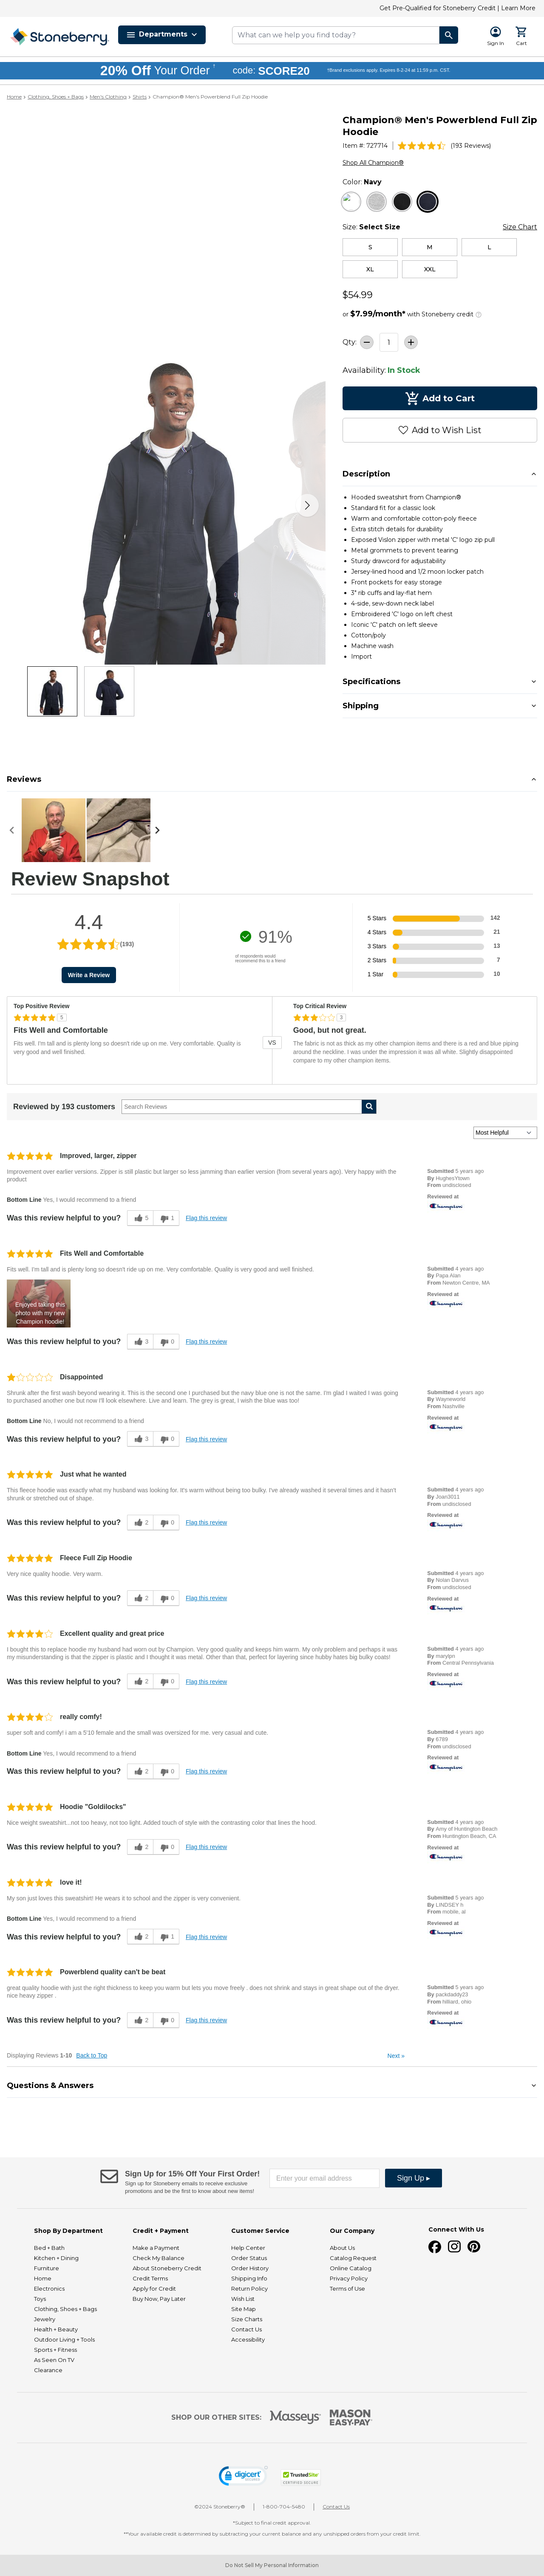 Get Pre-Qualified for Stoneberry Credit | Learn More
Stoneberry.
Departments
What can we help you find today?
Sign In
Cart
20% Off Your Order † code: SCORE20 †Brand exclusions apply. Expires 8-2-24 at 11:59 p.m. CST.
Home > Clothing, Shoes + Bags > Men's Clothing > Shirts > Champion® Men's Powerblend Full Zip Hoodie
Champion® Men's Powerblend Full Zip
Hoodie
Item #: 727714 | (193 Reviews)
Shop All Champion®
Color: Navy
Size: Select Size
Size Chart
S
M
L
XL
XXL
$54.99
or $7.99/month* with Stoneberry credit
Qty:
1
Availability: In Stock
Add to Cart
Add to Wish List
Description
• Hooded sweatshirt from Champion®
• Standard fit for a classic look
• Warm and comfortable cotton-poly fleece
• Extra stitch details for durability
• Exposed Vislon zipper with metal 'C' logo zip pull
• Metal grommets to prevent tearing
• Sturdy drawcord for adjustability
• Jersey-lined hood and 1/2 moon locker patch
• Front pockets for easy storage
• 3" rib cuffs and lay-flat hem
• 4-side, sew-down neck label
• Embroidered 'C' logo on left chest
• Iconic 'C' patch on left sleeve
• Cotton/poly
• Machine wash
• Import
Specifications
Shipping
Reviews
Review Snapshot
4.4
(193)
Write a Review
91%
of respondents would
recommend this to a friend
5 Stars 142
4 Stars 21
3 Stars 13
2 Stars 7
1 Star 10
Top Positive Review
5
Fits Well and Comfortable
Fits well. I'm tall and is plenty long so doesn't ride up on me. Very comfortable. Quality is
very good and well finished.
VS
Top Critical Review
3
Good, but not great.
The fabric is not as thick as my other champion items and there is a red and blue piping
around the neckline. I was under the impression it was all white. Slightly disappointed
compare to my other champion items.
Reviewed by 193 customers
Search Reviews
Most Helpful
Improved, larger, zipper
Improvement over earlier versions. Zipper is still plastic but larger so less jamming than earlier version (from several years ago). Very happy with the
product
Bottom Line Yes, I would recommend to a friend
Was this review helpful to you? 5 1 Flag this review
Submitted 5 years ago
By HughesYtown
From undisclosed
Reviewed at
Champion
Fits Well and Comfortable
Fits well. I'm tall and is plenty long so doesn't ride up on me. Very comfortable. Quality is very good and well finished.
Enjoyed taking this
photo with my new
Champion hoodie!
Was this review helpful to you? 3 0 Flag this review
Submitted 4 years ago
By Papa Alan
From Newton Centre, MA
Reviewed at
Champion
Disappointed
Shrunk after the first wash beyond wearing it. This is the second one I purchased but the navy blue one is not the same. I'm glad I waited I was going
to purchased another one but now I'll look elsewhere. Live and learn. The grey is great, I wish the blue was too!
Bottom Line No, I would not recommend to a friend
Was this review helpful to you? 3 0 Flag this review
Submitted 4 years ago
By Wayneworld
From Nashville
Reviewed at
Champion
Just what he wanted
This fleece hoodie was exactly what my husband was looking for. It's warm without being too bulky. I've already washed it several times and it hasn't
shrunk or stretched out of shape.
Was this review helpful to you? 2 0 Flag this review
Submitted 4 years ago
By Joan3011
From undisclosed
Reviewed at
Champion
Fleece Full Zip Hoodie
Very nice quality hoodie. Very warm.
Was this review helpful to you? 2 0 Flag this review
Submitted 4 years ago
By Nolan Darvus
From undisclosed
Reviewed at
Champion
Excellent quality and great price
I bought this to replace hoodie my husband had worn out by Champion. Very good quality and keeps him warm. My only problem and perhaps it was
my misunderstanding is that the zipper is plastic and I thought it was metal. Other than that, perfect for layering since hubby hates big bulky coats!
Was this review helpful to you? 2 0 Flag this review
Submitted 4 years ago
By marylpn
From Central Pennsylvania
Reviewed at
Champion
really comfy!
super soft and comfy! i am a 5'10 female and the small was oversized for me. very casual and cute.
Bottom Line Yes, I would recommend to a friend
Was this review helpful to you? 2 0 Flag this review
Submitted 4 years ago
By 6789
From undisclosed
Reviewed at
Champion
Hoodie "Goldilocks"
Nice weight sweatshirt... not too heavy, not too light. Added touch of style with the contrasting color that lines the hood.
Was this review helpful to you? 2 0 Flag this review
Submitted 4 years ago
By Amy of Huntington Beach
From Huntington Beach, CA
Reviewed at
Champion
love it!
My son just loves this sweatshirt! He wears it to school and the zipper is very convenient.
Bottom Line Yes, I would recommend to a friend
Was this review helpful to you? 2 1 Flag this review
Submitted 5 years ago
By LINDSEY h
From mobile, al
Reviewed at
Champion
Powerblend quality can't be beat
great quality hoodie with just the right thickness to keep you warm but lets you move freely . does not shrink and stays in great shape out of the dryer.
nice heavy zipper .
Was this review helpful to you? 2 0 Flag this review
Submitted 5 years ago
By packdaddy23
From hilliard, ohio
Reviewed at
Champion
Displaying Reviews 1-10 Back to Top
Next »
Questions & Answers
Sign Up for 15% Off Your First Order!
Sign up for Stoneberry emails to receive exclusive
promotions and be the first to know about new items!
Enter your email address
Sign Up ▸
Shop By Department
Bed + Bath
Kitchen + Dining
Furniture
Home
Electronics
Toys
Clothing, Shoes + Bags
Jewelry
Health + Beauty
Outdoor Living + Tools
Sports + Fitness
As Seen On TV
Clearance
Credit + Payment
Make a Payment
Check My Balance
About Stoneberry Credit
Credit Terms
Apply for Credit
Buy Now, Pay Later
Customer Service
Help Center
Order Status
Order History
Shipping Info
Return Policy
Wish List
Site Map
Size Charts
Contact Us
Accessibility
Our Company
About Us
Catalog Request
Online Catalog
Privacy Policy
Terms of Use
Connect With Us
SHOP OUR OTHER SITES:
Masseys
MASON
EASY-PAY
digicert
TrustedSite
CERTIFIED SECURE
©2024 Stoneberry® | 1-800-704-5480 | Contact Us
*Subject to final credit approval.
**Your available credit is determined by subtracting your current balance and any unshipped orders from your credit limit.
Do Not Sell My Personal Information